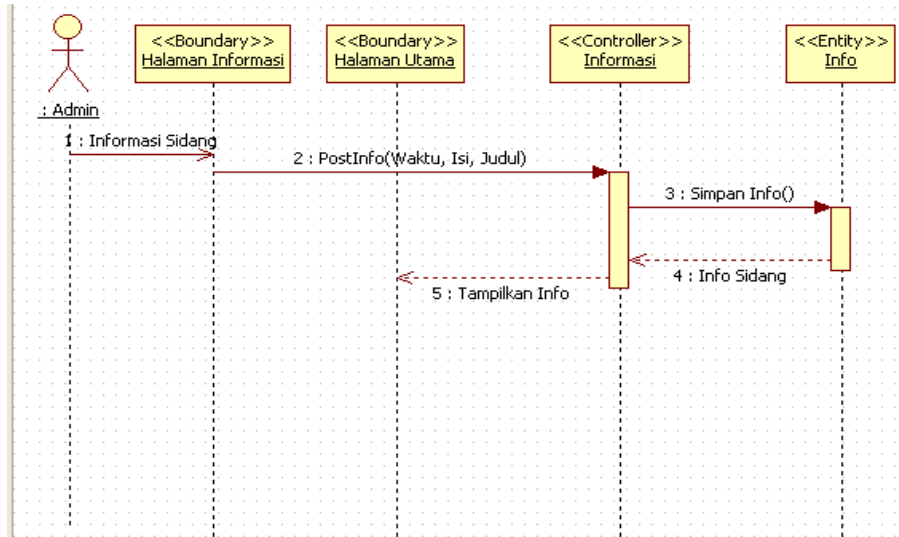 <<Boundary>>
Halaman Informasi
<<Boundary>>
Halaman Utama
<<Controller>>
Informasi
<<Entity>>
Info
: Admin
1 : Informasi Sidang
2 : PostInfo(Waktu, Isi, Judul)
3 : Simpan Info()
4 : Info Sidang
5 : Tampilkan Info